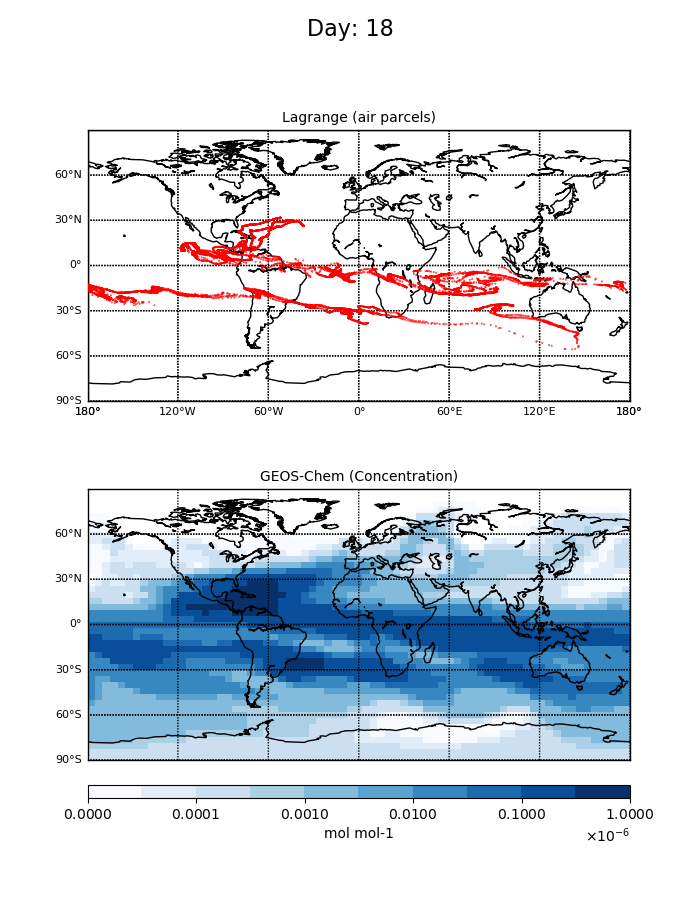 Day: 18
Lagrange (air parcels)
60°N
30°N
0°
30°S
60°S
90°S
180° 120°W 60°W 0° 60°E 120°E 180°
GEOS-Chem (Concentration)
60°N
30°N
0°
30°S
60°S
90°S
0.0000 0.0001 0.0010 0.0100 0.1000 1.0000
mol mol-1
×10⁻⁶